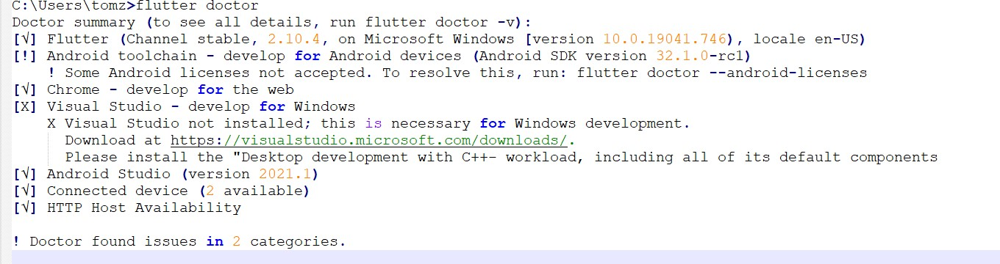 C:\Users\tomz>flutter doctor
Doctor summary (to see all details, run flutter doctor -v):
[√] Flutter (Channel stable, 2.10.4, on Microsoft Windows [version 10.0.19041.746), locale en-US)
[!] Android toolchain - develop for Android devices (Android SDK version 32.1.0-rc1)
! Some Android licenses not accepted. To resolve this, run: flutter doctor --android-licenses
[√] Chrome - develop for the web
[X] Visual Studio - develop for Windows
X Visual Studio not installed; this is necessary for Windows development.
Download at https://visualstudio.microsoft.com/downloads/.
Please install the "Desktop development with C++- workload, including all of its default components
[√] Android Studio (version 2021.1)
[√] Connected device (2 available)
[√] HTTP Host Availability
! Doctor found issues in 2 categories.